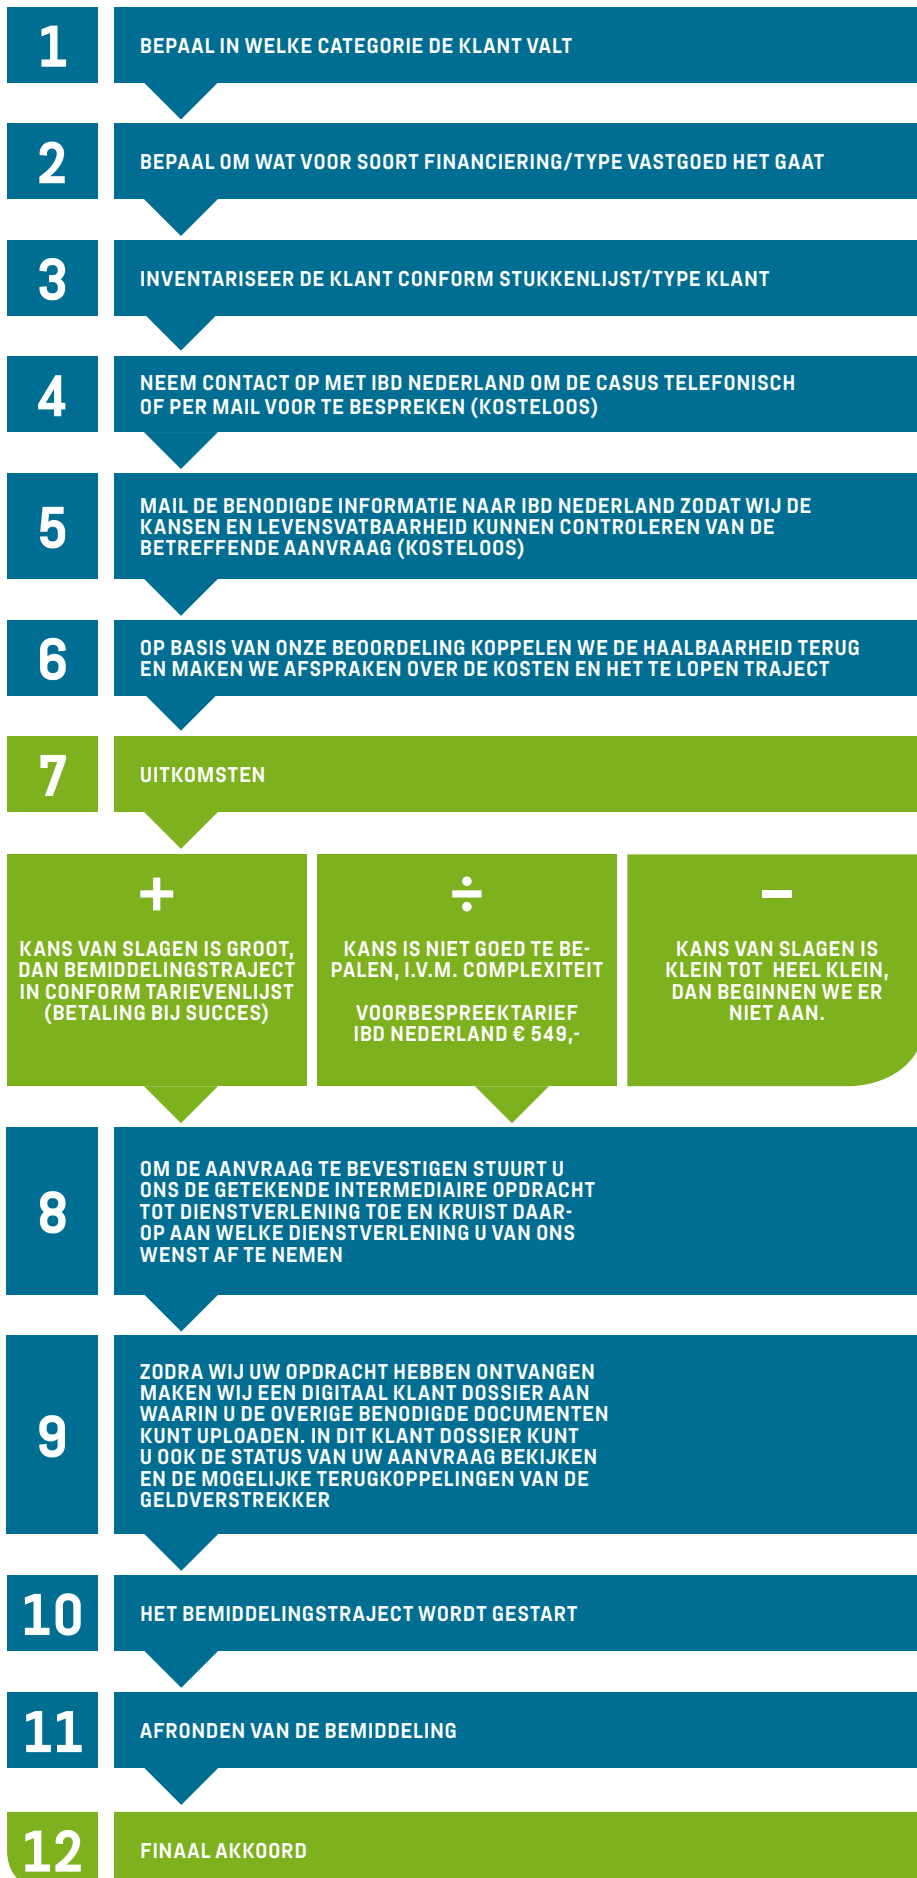 1
BEPAAL IN WELKE CATEGORIE DE KLANT VALT
2
BEPAAL OM WAT VOOR SOORT FINANCIERING/TYPE VASTGOED HET GAAT
3
INVENTARISEER DE KLANT CONFORM STUKKENLIJST/TYPE KLANT
4
NEEM CONTACT OP MET IBD NEDERLAND OM DE CASUS TELEFONISCH
OF PER MAIL VOOR TE BESPREKEN (KOSTELOOS)
5
MAIL DE BENODIGDE INFORMATIE NAAR IBD NEDERLAND ZODAT WIJ DE
KANSEN EN LEVENSVATBAARHEID KUNNEN CONTROLEREN VAN DE
BETREFFENDE AANVRAAG (KOSTELOOS)
6
OP BASIS VAN ONZE BEOORDELING KOPPELEN WE DE HAALBAARHEID TERUG
EN MAKEN WE AFSPRAKEN OVER DE KOSTEN EN HET TE LOPEN TRAJECT
7
UITKOMSTEN
+
KANS VAN SLAGEN IS GROOT,
DAN BEMIDDELINGSTRAJECT
IN CONFORM TARIEVENLIJST
(BETALING BIJ SUCCES)
÷
KANS IS NIET GOED TE BE-
PALEN, I.V.M. COMPLEXITEIT
VOORBESPREEKTARIEF
IBD NEDERLAND € 549,-
−
KANS VAN SLAGEN IS
KLEIN TOT HEEL KLEIN,
DAN BEGINNEN WE ER
NIET AAN.
8
OM DE AANVRAAG TE BEVESTIGEN STUURT U
ONS DE GETEKENDE INTERMEDIAIRE OPDRACHT
TOT DIENSTVERLENING TOE EN KRUIST DAAR-
OP AAN WELKE DIENSTVERLENING U VAN ONS
WENST AF TE NEMEN
9
ZODRA WIJ UW OPDRACHT HEBBEN ONTVANGEN
MAKEN WIJ EEN DIGITAAL KLANT DOSSIER AAN
WAARIN U DE OVERIGE BENODIGDE DOCUMENTEN
KUNT UPLOADEN. IN DIT KLANT DOSSIER KUNT
U OOK DE STATUS VAN UW AANVRAAG BEKIJKEN
EN DE MOGELIJKE TERUGKOPPELINGEN VAN DE
GELDVERSTREKKER
10
HET BEMIDDELINGSTRAJECT WORDT GESTART
11
AFRONDEN VAN DE BEMIDDELING
12
FINAAL AKKOORD